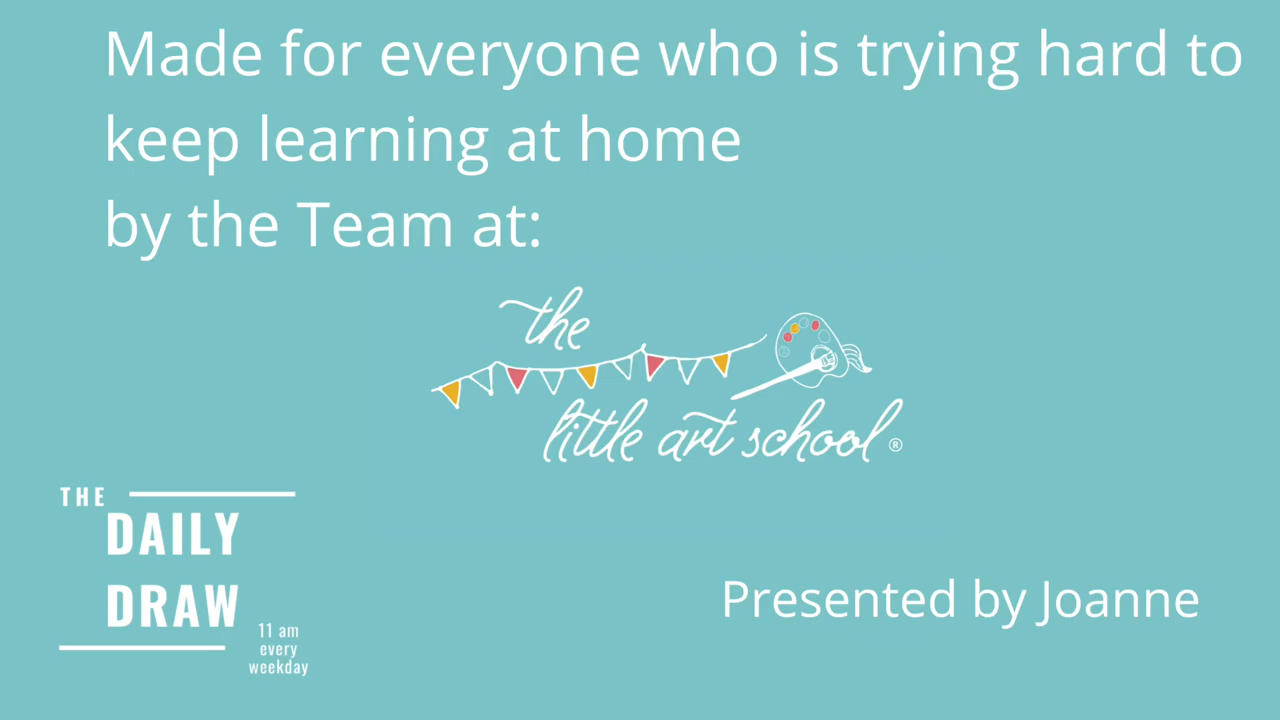 Made for everyone who is trying hard to
keep learning at home
by the Team at:
the
little art school ®
THE
DAILY
DRAW
11 am
every
weekday
Presented by Joanne